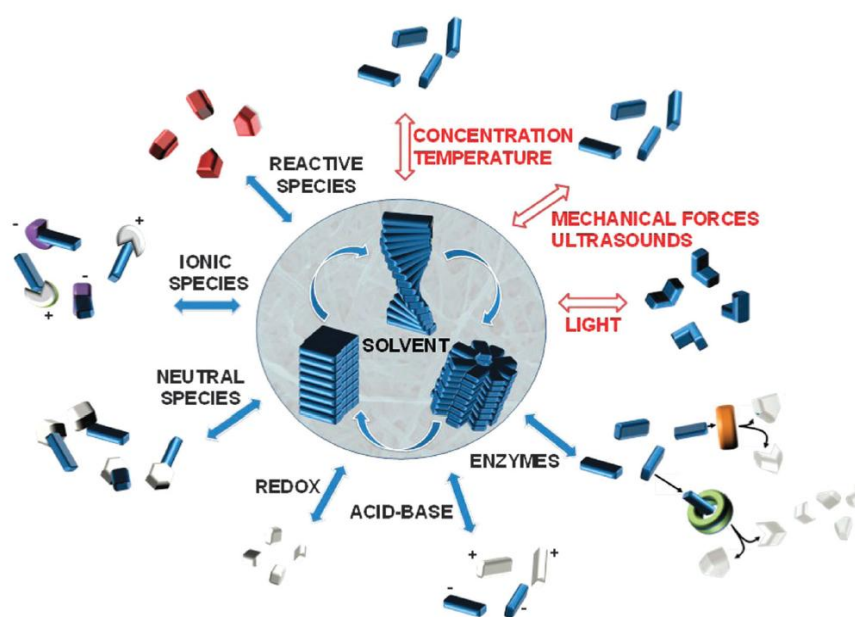 CONCENTRATION
TEMPERATURE
REACTIVE
SPECIES
MECHANICAL FORCES
ULTRASOUNDS
-
+
IONIC
SPECIES
-
+
LIGHT
SOLVENT
NEUTRAL
SPECIES
ENZYMES
REDOX
ACID-BASE
+
+
-
-